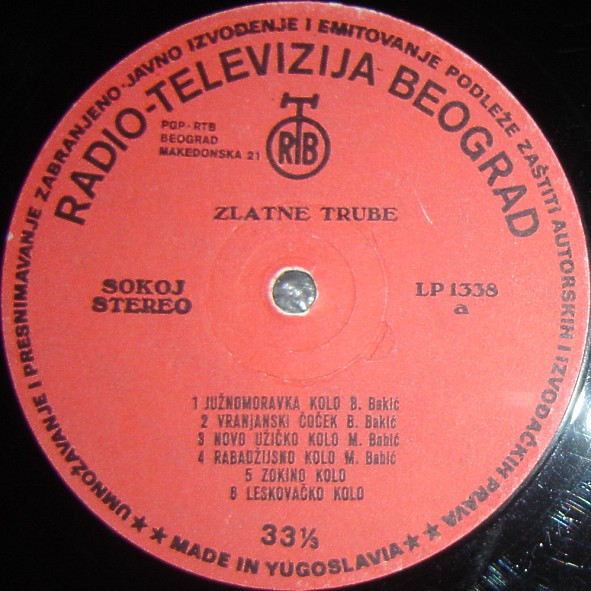 UMNOŽAVANJE I PRESNIMAVANJE ZABRANJENO · JAVNO IZVOĐENJE I EMITOVANJE PODLEŽE ZAŠTITI AUTORSKIH I IZVOĐAČKIH PRAVA
RADIO-TELEVIZIJA BEOGRAD
PGP - RTB
BEOGRAD
MAKEDONSKA 21
RTB
ZLATNE TRUBE
SOKOJ
STEREO
LP 1338
a
1 JUŽNOMORAVKA KOLO B. Bakić
2 VRANJANSKI ČOČEK B. Bakić
3 NOVO UŽIČKO KOLO M. Babić
4 RABADŽIJSNO KOLO M. Babić
5 ZOKINO KOLO
6 LESKOVAČKO KOLO
33⅓
★ ★ MADE IN YUGOSLAVIA ★ ★